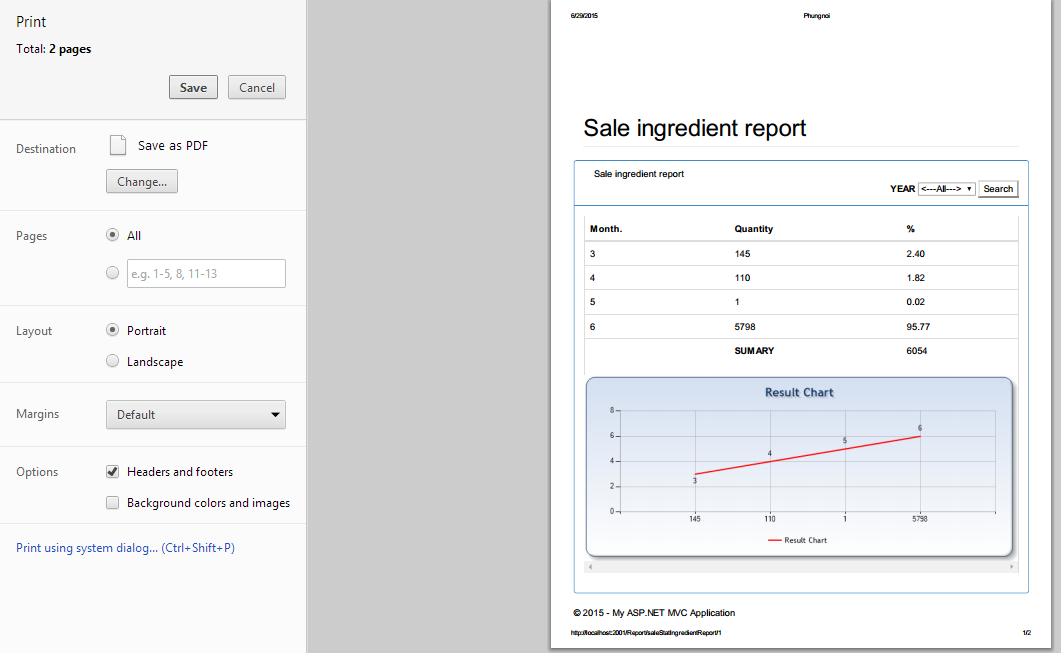 Print
Total: 2 pages
Save Cancel
Destination Save as PDF
Change...
Pages All
e.g. 1-5, 8, 11-13
Layout Portrait
Landscape
Margins Default
Options Headers and footers
Background colors and images
Print using system dialog... (Ctrl+Shift+P)
6/29/2015 Phungnoi
Sale ingredient report
Sale ingredient report
YEAR <---All---> Search
Month. Quantity %
3 145 2.40
4 110 1.82
5 1 0.02
6 5798 95.77
SUMARY 6054
Result Chart
8
6
4
2
0
3 4 5 6
145 110 1 5798
Result Chart
© 2015 - My ASP.NET MVC Application
http://localhost:2001/Report/saleStatIngredientReport/1 1/2